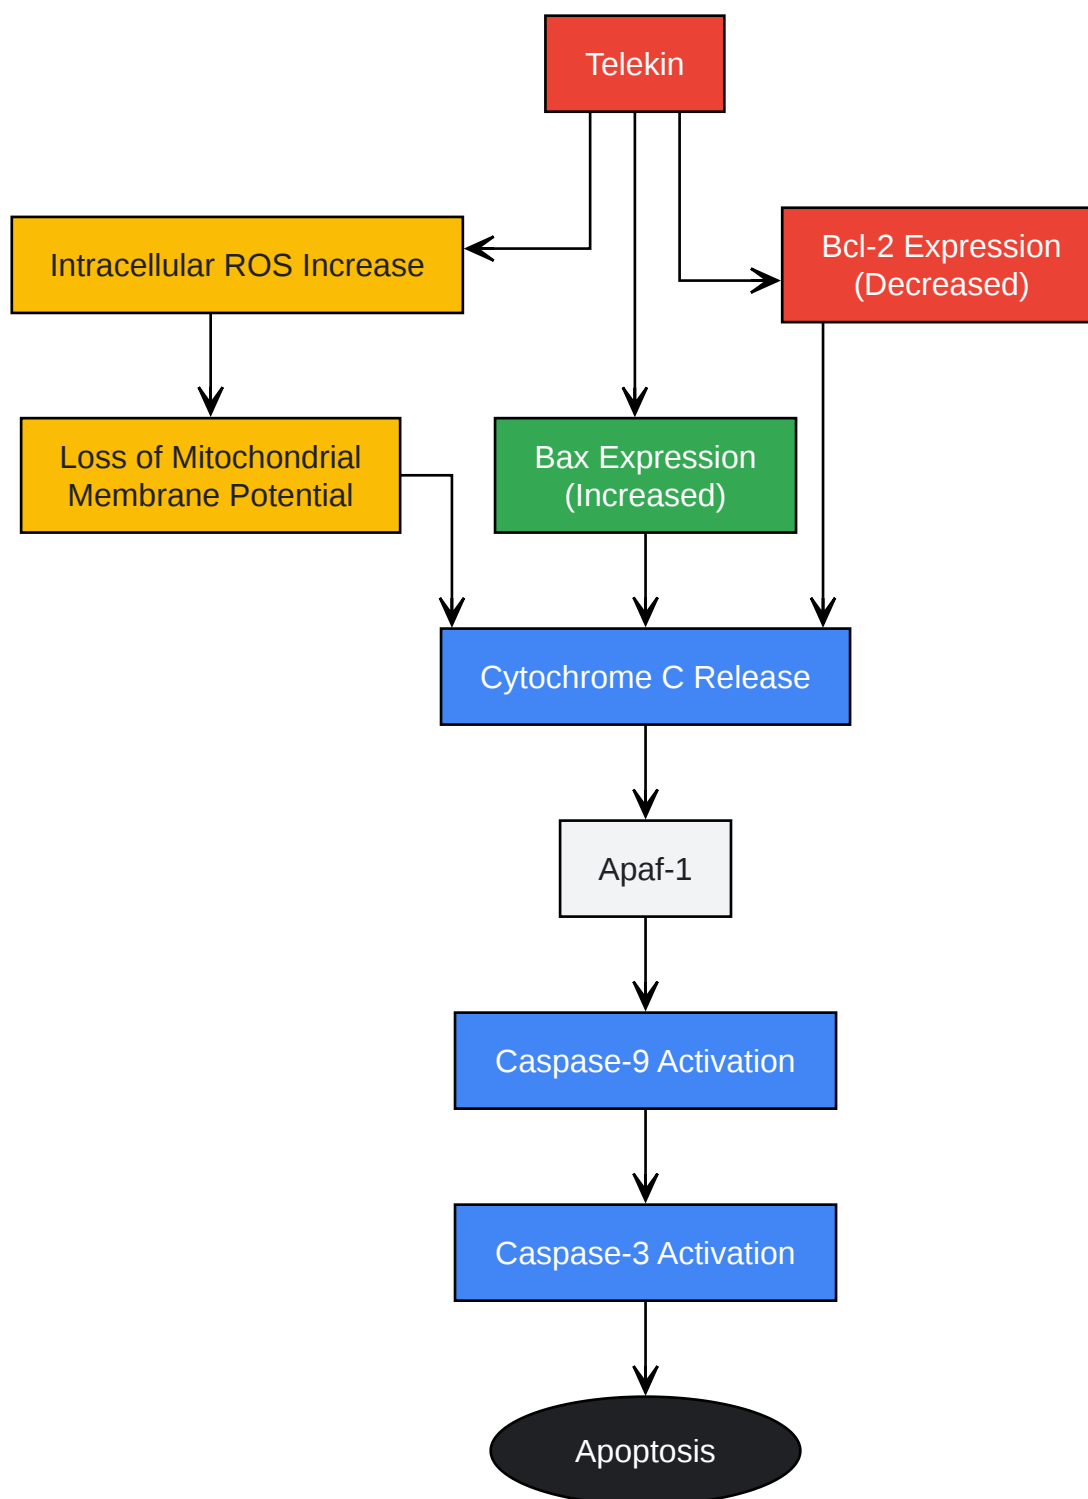 Telekin
Intracellular ROS Increase
Bcl-2 Expression
(Decreased)
Loss of Mitochondrial
Membrane Potential
Bax Expression
(Increased)
Cytochrome C Release
Apaf-1
Caspase-9 Activation
Caspase-3 Activation
Apoptosis